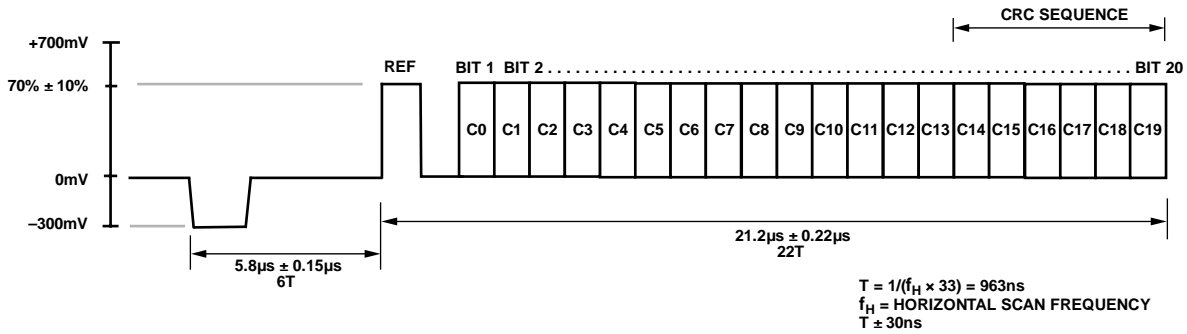 CRC SEQUENCE
+700mV
REF
BIT 1 BIT 2 . . . . . . . . . . . . . . . . . . . . . . . . . . . . . . . . . . . . . . . . . . . . . . . . . . . . . . . . . . . . . . . . . . . . . . . . . BIT 20
70% ± 10%
C0 C1 C2 C3 C4 C5 C6 C7 C8 C9 C10 C11 C12 C13 C14 C15 C16 C17 C18 C19
0mV
–300mV
21.2µs ± 0.22µs
22T
5.8µs ± 0.15µs
6T
T = 1/(fH × 33) = 963ns
fH = HORIZONTAL SCAN FREQUENCY
T ± 30ns